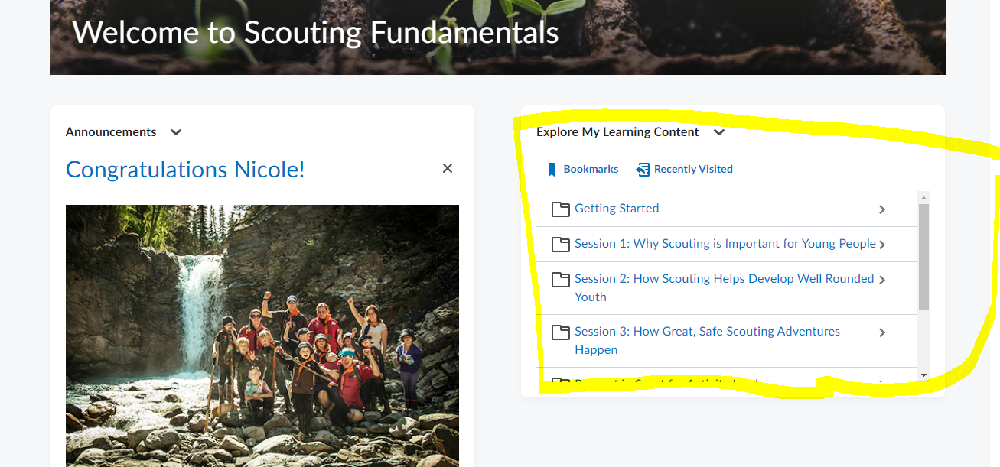 Welcome to Scouting Fundamentals
Announcements
Congratulations Nicole!
Explore My Learning Content
Bookmarks
Recently Visited
Getting Started
Session 1: Why Scouting is Important for Young People
Session 2: How Scouting Helps Develop Well Rounded
Youth
Session 3: How Great, Safe Scouting Adventures
Happen